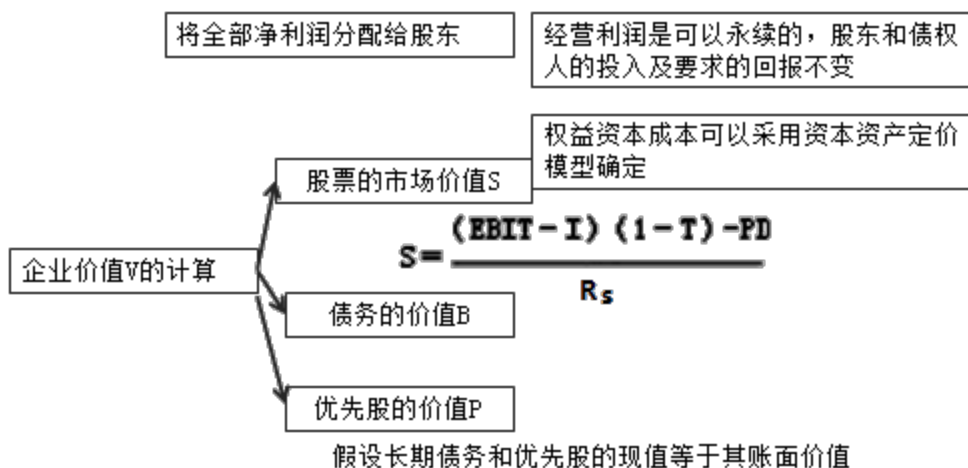 将全部净利润分配给股东
经营利润是可以永续的，股东和债权
人的投入及要求的回报不变
权益资本成本可以采用资本资产定价
模型确定
股票的市场价值S
S=(EBIT-I)(1-T)-PD
Rs
企业价值V的计算
债务的价值B
优先股的价值P
假设长期债务和优先股的现值等于其账面价值